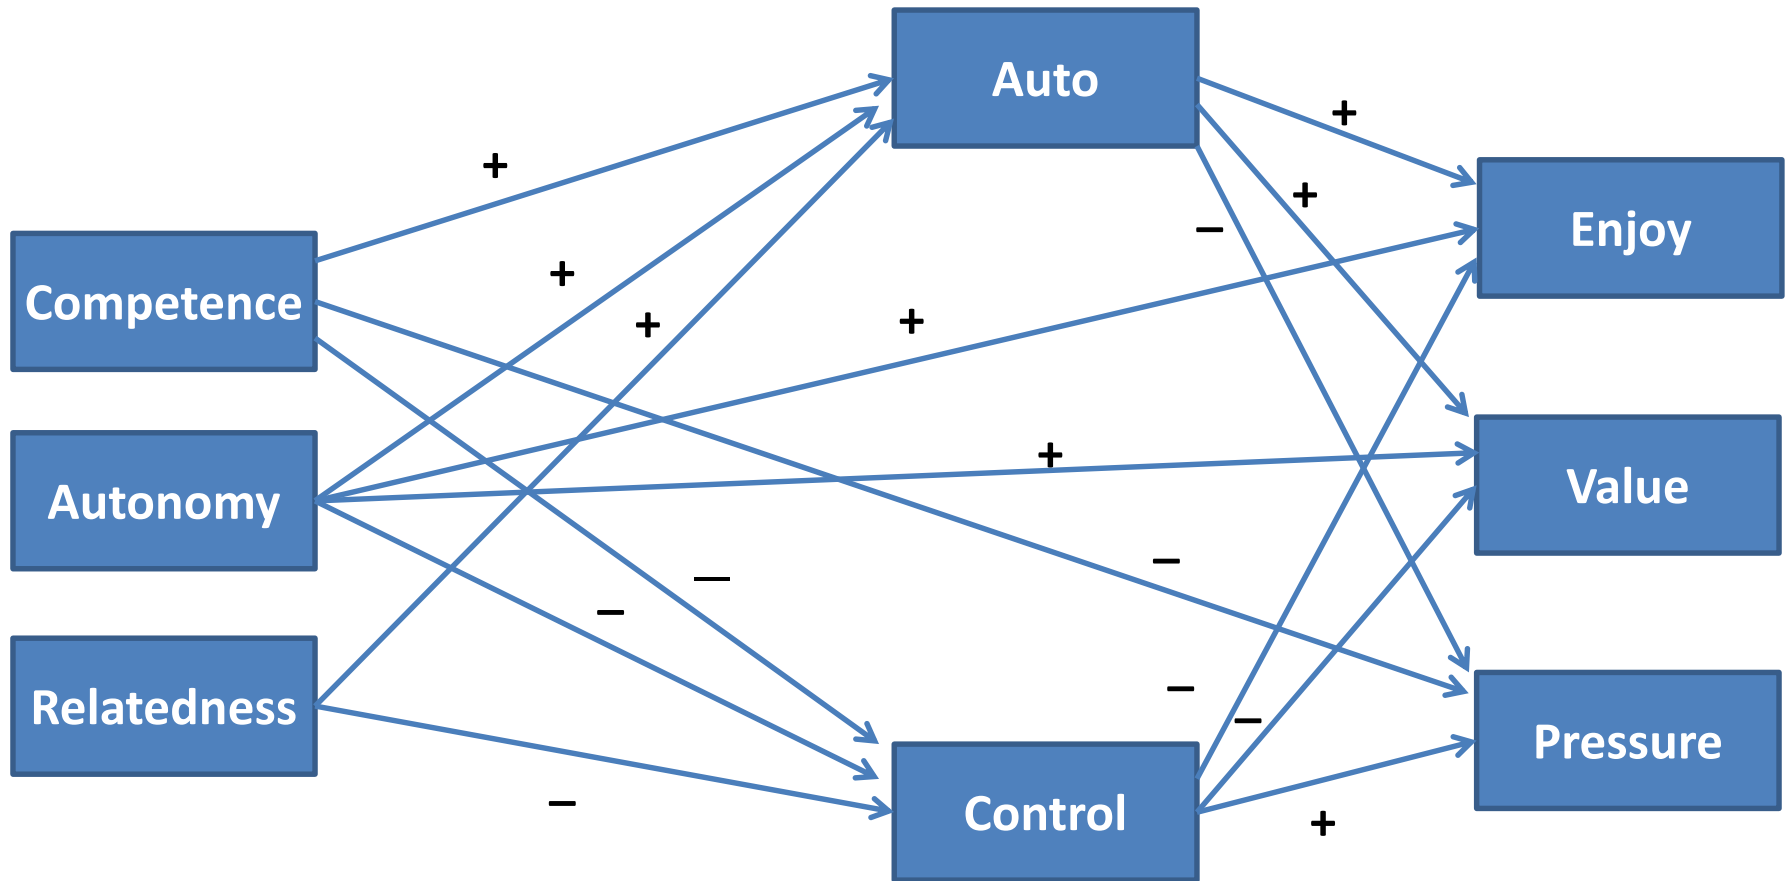 Auto
+
+
+
Enjoy
–
+
Competence
+
+
+
Value
Autonomy
–
—
–
Relatedness
–
–
Pressure
–
Control
+